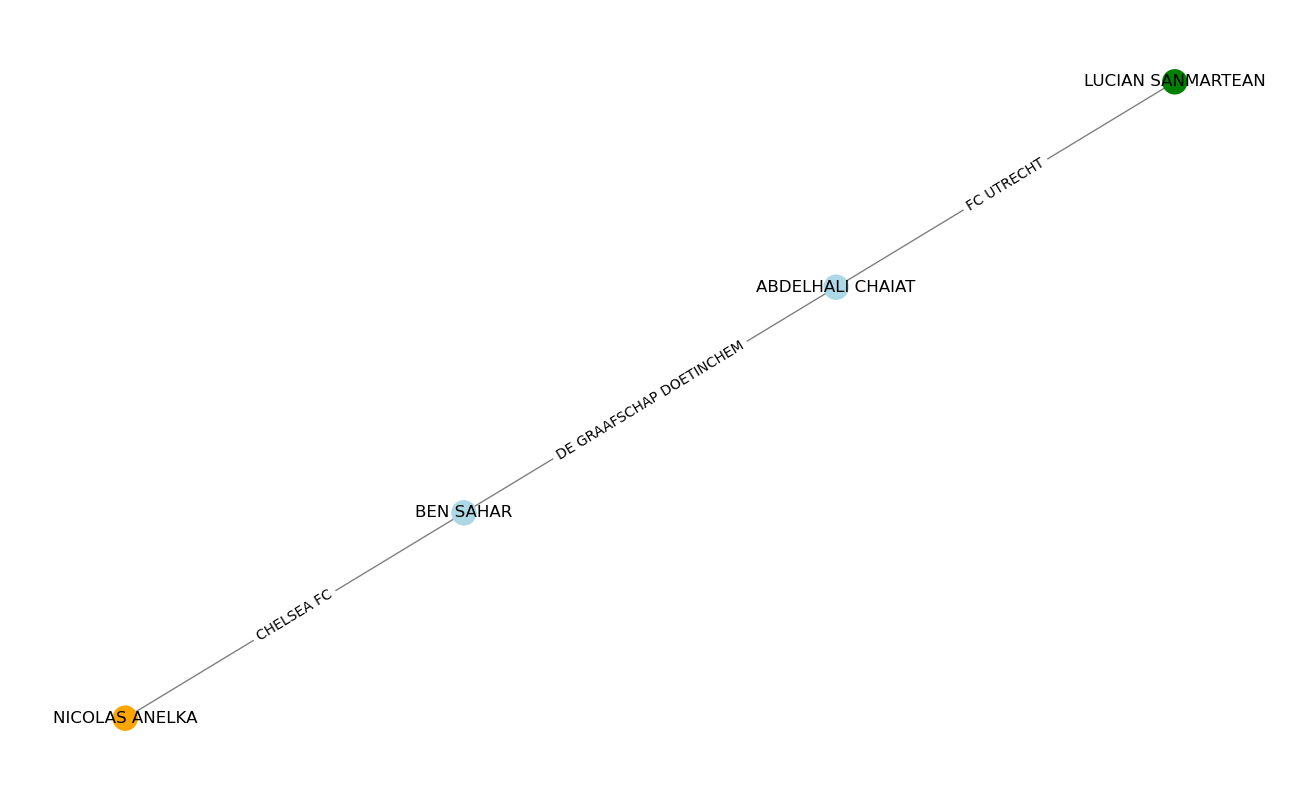 LUCIAN SANMARTEAN
FC UTRECHT
ABDELHALI CHAIAT
DE GRAAFSCHAP DOETINCHEM
BEN SAHAR
CHELSEA FC
NICOLAS ANELKA